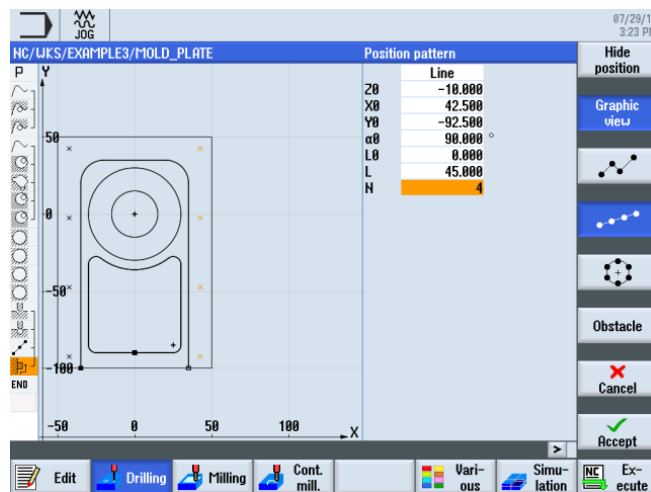 JOG
07/29/1
3:23 P
NC/WKS/EXAMPLE3/MOLD_PLATE
Position pattern
Hide
position
P
Y
Line
Z0 -10.000
X0 42.500
Y0 -92.500
α0 90.000 °
L0 0.000
L 45.000
N 4
Graphic
view
50
0
-50
-100
-50 0 50 100 X
END
Obstacle
Cancel
Accept
>
Edit
Drilling
Milling
Cont.
mill.
Vari-
ous
Simu-
lation
NC
Ex-
ecute